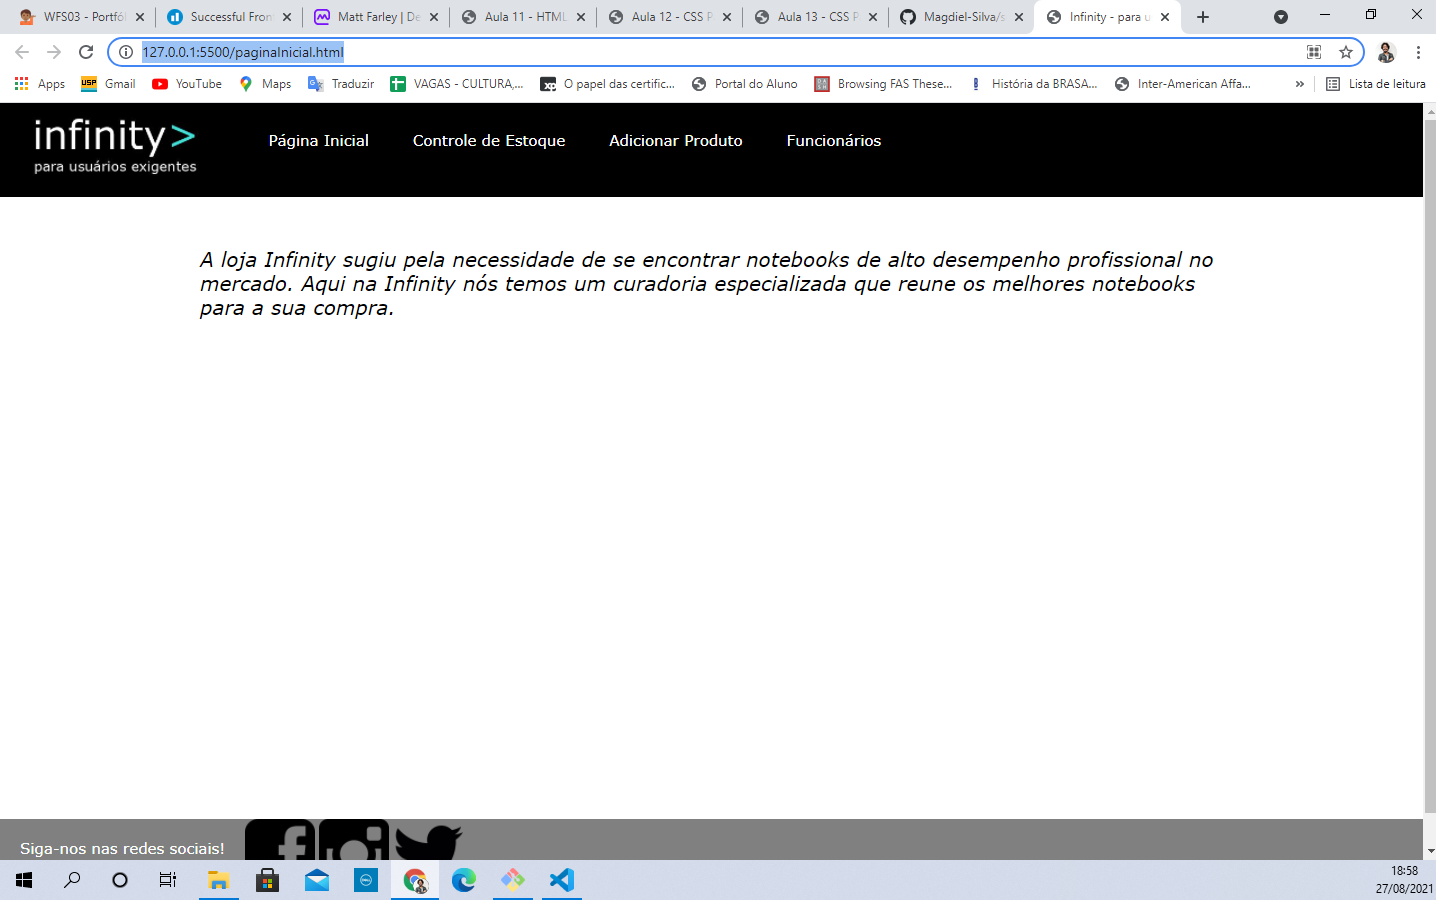 WFS03 - Portfól
Successful Fron
Matt Farley | De
Aula 11 - HTML
Aula 12 - CSS P
Aula 13 - CSS P
Magdiel-Silva/s
Infinity - para u
127.0.0.1:5500/paginaInicial.html
Apps
Gmail
YouTube
Maps
Traduzir
VAGAS - CULTURA,...
O papel das certific...
Portal do Aluno
Browsing FAS These...
História da BRASA...
Inter-American Affa...
»
Lista de leitura
infinity>
para usuários exigentes
Página Inicial
Controle de Estoque
Adicionar Produto
Funcionários
A loja Infinity sugiu pela necessidade de se encontrar notebooks de alto desempenho profissional no
mercado. Aqui na Infinity nós temos um curadoria especializada que reune os melhores notebooks
para a sua compra.
Siga-nos nas redes sociais!
18:58
27/08/2021